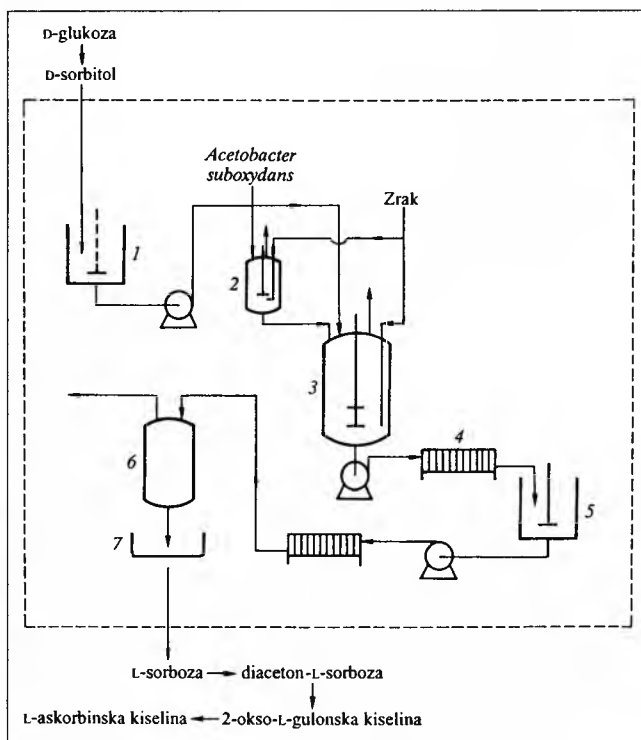 D-glukoza
D-sorbitol
Acetobacter
suboxydans
Zrak
1
2
3
4
5
6
7
L-sorboza
diaceton-L-sorboza
L-askorbinska kiselina
2-okso-L-gulonska kiselina